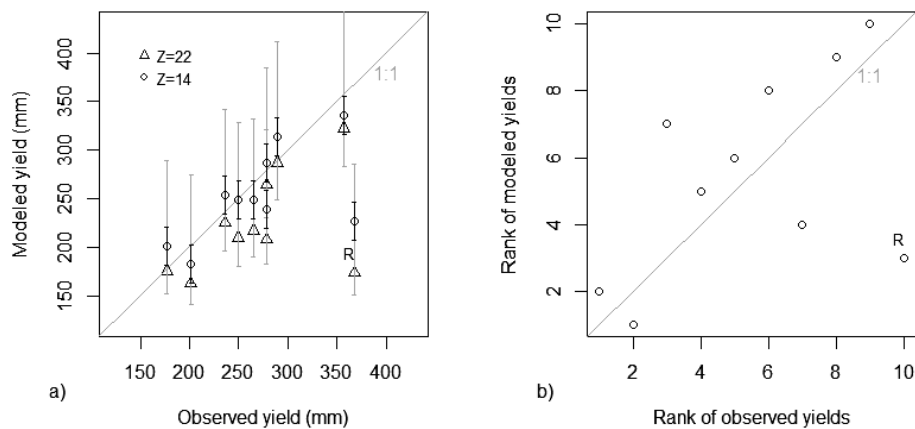 Modeled yield (mm)
150 200 250 300 350 400
Z=22
Z=14
1:1
R
150 200 250 300 350 400
a)
Observed yield (mm)
Rank of modeled yields
2 4 6 8 10
1:1
R
2 4 6 8 10
b)
Rank of observed yields